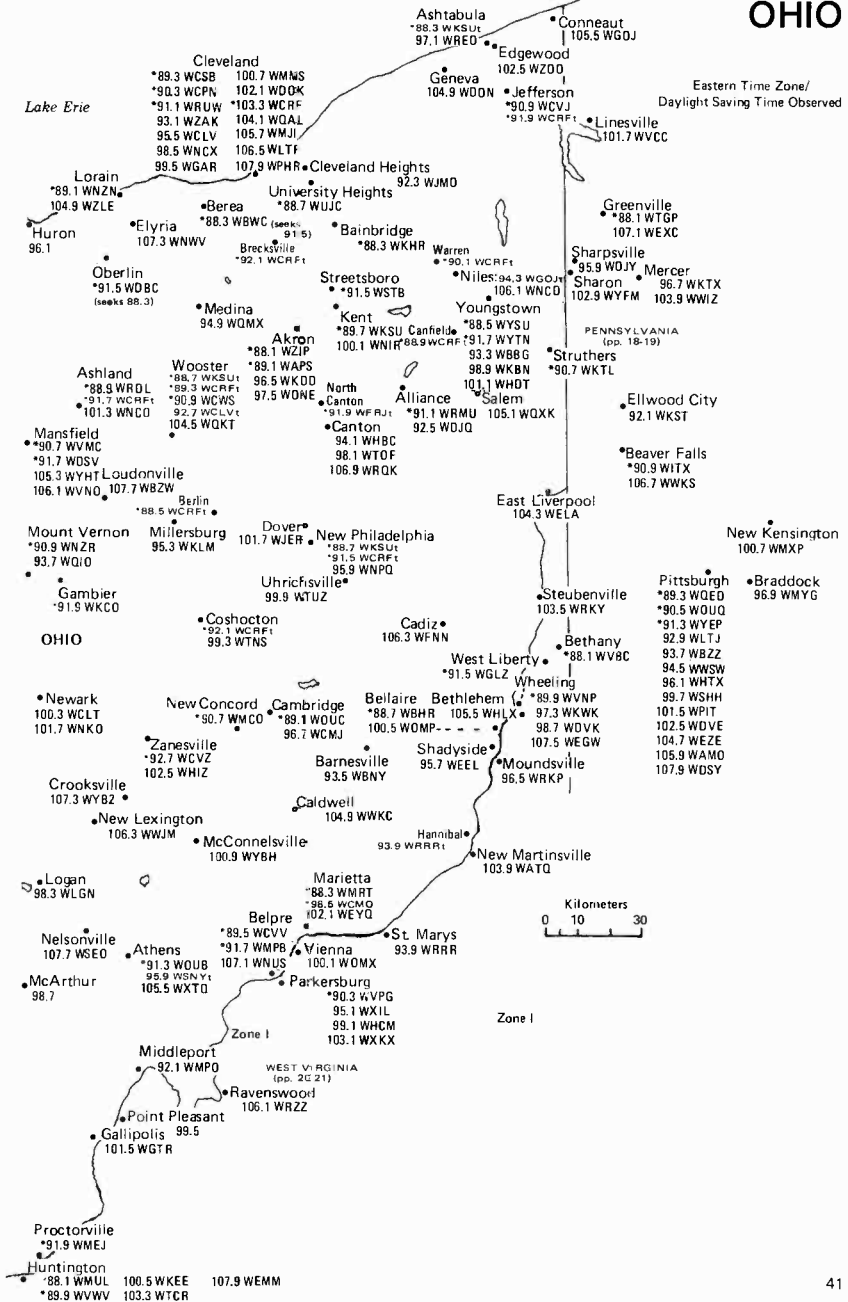 OHIO
Ashtabula
*88.3 WKSUt
97.1 WREO
Conneaut
105.5 WGOJ
Edgewood
102.5 WZOO
Geneva
104.9 WDON
Jefferson
*90.9 WCVJ
*91.9 WCRFt
Eastern Time Zone/
Daylight Saving Time Observed
Linesville
101.7 WVCC
Lake Erie
Cleveland
*89.3 WCSB 100.7 WMMS
*90.3 WCPN 102.1 WDOK
*91.1 WRUW *103.3 WCRF
93.1 WZAK 104.1 WQAL
95.5 WCLV 105.7 WMJI
98.5 WNCX 106.5 WLTF
99.5 WGAR 107.9 WPHR
Cleveland Heights
92.3 WJMO
University Heights
*88.7 WUJC
Lorain
*89.1 WNZN
104.9 WZLE
Huron
96.1
Elyria
107.3 WNWV
Berea
*88.3 WBWC (seeks
91.5)
Brecksville
*92.1 WCRFt
Bainbridge
*88.3 WKHR
Greenville
*88.1 WTGP
107.1 WEXC
Oberlin
*91.5 WOBC
(seeks 88.3)
Warren
*90.1 WCRFt
Niles 94.3 WGOJt
106.1 WNCD
Sharpsville
95.9 WOJY
Sharon
102.9 WYFM
Mercer
96.7 WKTX
103.9 WWIZ
Streetsboro
*91.5 WSTB
Medina
94.9 WQMX
Kent
*89.7 WKSU
100.1 WNIR
Canfield
*88.9 WCRF
Youngstown
*88.5 WYSU
*91.7 WYTN
93.3 WBBG
98.9 WKBN
101.1 WHOT
PENNSYLVANIA
(pp. 18-19)
Struthers
*90.7 WKTL
Akron
*88.1 WZIP
*89.1 WAPS
96.5 WKDD
97.5 WONE
Ashland
*88.9 WRDL
*91.7 WCRFt
101.3 WNCO
Wooster
*88.7 WKSUt
*89.3 WCRFt
*90.9 WCWS
92.7 WCLVt
104.5 WQKT
North
Canton
*91.9 WFRJt
Alliance
*91.1 WRMU
92.5 WDJQ
Salem
105.1 WQXK
Ellwood City
92.1 WKST
Canton
94.1 WHBC
98.1 WTOF
106.9 WRQK
Mansfield
*90.7 WVMC
*91.7 WOSV
105.3 WYHT
106.1 WVNO
Loudonville
107.7 WBZW
Beaver Falls
*90.9 WITX
106.7 WWKS
Berlin
*88.5 WCRFt
East Liverpool
104.3 WELA
Mount Vernon
*90.9 WNZR
93.7 WQIO
Millersburg
95.3 WKLM
Dover
101.7 WJER
New Philadelphia
*88.7 WKSUt
*91.5 WCRFt
95.9 WNPQ
New Kensington
100.7 WMXP
Gambier
*91.9 WKCO
Uhrichsville
99.9 WTUZ
Steubenville
103.5 WRKY
Pittsburgh
*89.3 WQED
*90.5 WDUQ
*91.3 WYEP
92.9 WLTJ
93.7 WBZZ
94.5 WWSW
96.1 WHTX
99.7 WSHH
101.5 WPIT
102.5 WDVE
104.7 WEZE
105.9 WAMO
107.9 WDSY
Braddock
96.9 WMYG
OHIO
Coshocton
*92.1 WCRFt
99.3 WTNS
Cadiz
106.3 WFNN
Bethany
*88.1 WVBC
West Liberty
*91.5 WGLZ
Newark
100.3 WCLT
101.7 WNKO
New Concord
*90.7 WMCO
Cambridge
*89.1 WOUC
96.7 WCMJ
Bellaire
*88.7 WBHR
100.5 WOMP
Bethlehem
105.5 WHLX
Wheeling
*89.9 WVNP
97.3 WKWK
98.7 WOVK
107.5 WEGW
Zanesville
*92.7 WCVZ
102.5 WHIZ
Barnesville
93.5 WBNY
Shadyside
95.7 WEEL
Moundsville
96.5 WRKP
Crooksville
107.3 WYBZ
Caldwell
104.9 WWKC
New Lexington
106.3 WWJM
McConnelsville
100.9 WYBH
Hannibal
93.9 WRRRt
New Martinsville
103.9 WATQ
Logan
98.3 WLGN
Marietta
*88.3 WMRT
*98.5 WCMO
102.1 WEYQ
Kilometers
0 10 30
Nelsonville
107.7 WSEO
Belpre
*89.5 WCVV
*91.7 WMPB
107.1 WNUS
St. Marys
93.9 WRRR
Athens
*91.3 WOUB
95.9 WSNYt
105.5 WXTQ
Vienna
100.1 WOMX
McArthur
98.7
Parkersburg
*90.3 WVPG
95.1 WXIL
99.1 WHCM
103.1 WXKX
Zone I
Zone I
Middleport
92.1 WMPO
WEST VIRGINIA
(pp. 20 21)
Ravenswood
106.1 WRZZ
Point Pleasant
99.5
Gallipolis
101.5 WGTR
Proctorville
*91.9 WMEJ
Huntington
*88.1 WMUL 100.5 WKEE 107.9 WEMM
*89.9 WVWV 103.3 WTCR
41